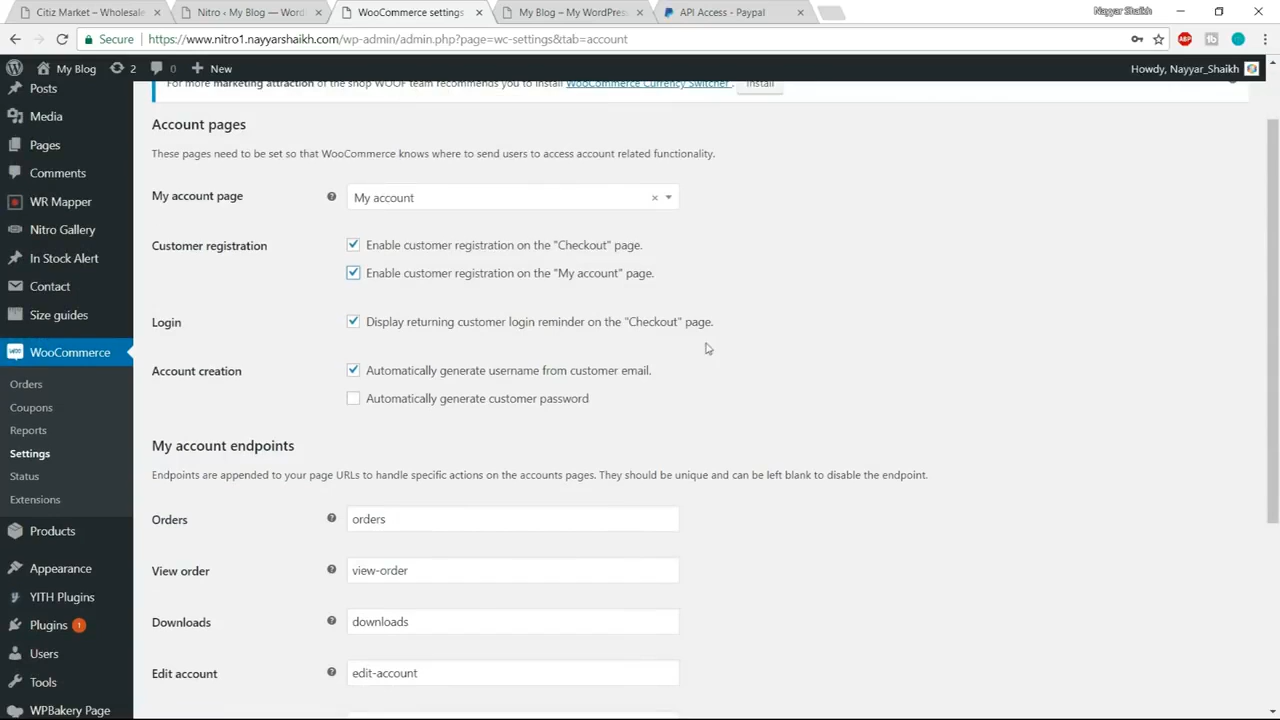 Citiz Market – Wholesale
Nitro ‹ My Blog — Word
WooCommerce settings
My Blog – My WordPress
API Access - Paypal
Nayyar Shaikh
Secure
https://www.nitro1.nayyarshaikh.com/wp-admin/admin.php?page=wc-settings&tab=account
My Blog
2
0
New
Howdy, Nayyar_Shaikh
For more marketing attraction of the shop WOOF team recommends you to install WooCommerce Currency Switcher . Install
Posts
Media
Pages
Comments
WR Mapper
Nitro Gallery
In Stock Alert
Contact
Size guides
WooCommerce
Orders
Coupons
Reports
Settings
Status
Extensions
Products
Appearance
YITH Plugins
Plugins 1
Users
Tools
WPBakery Page
Account pages
These pages need to be set so that WooCommerce knows where to send users to access account related functionality.
My account page
My account
Customer registration
Enable customer registration on the "Checkout" page.
Enable customer registration on the "My account" page.
Login
Display returning customer login reminder on the "Checkout" page.
Account creation
Automatically generate username from customer email.
Automatically generate customer password
My account endpoints
Endpoints are appended to your page URLs to handle specific actions on the accounts pages. They should be unique and can be left blank to disable the endpoint.
Orders
orders
View order
view-order
Downloads
downloads
Edit account
edit-account